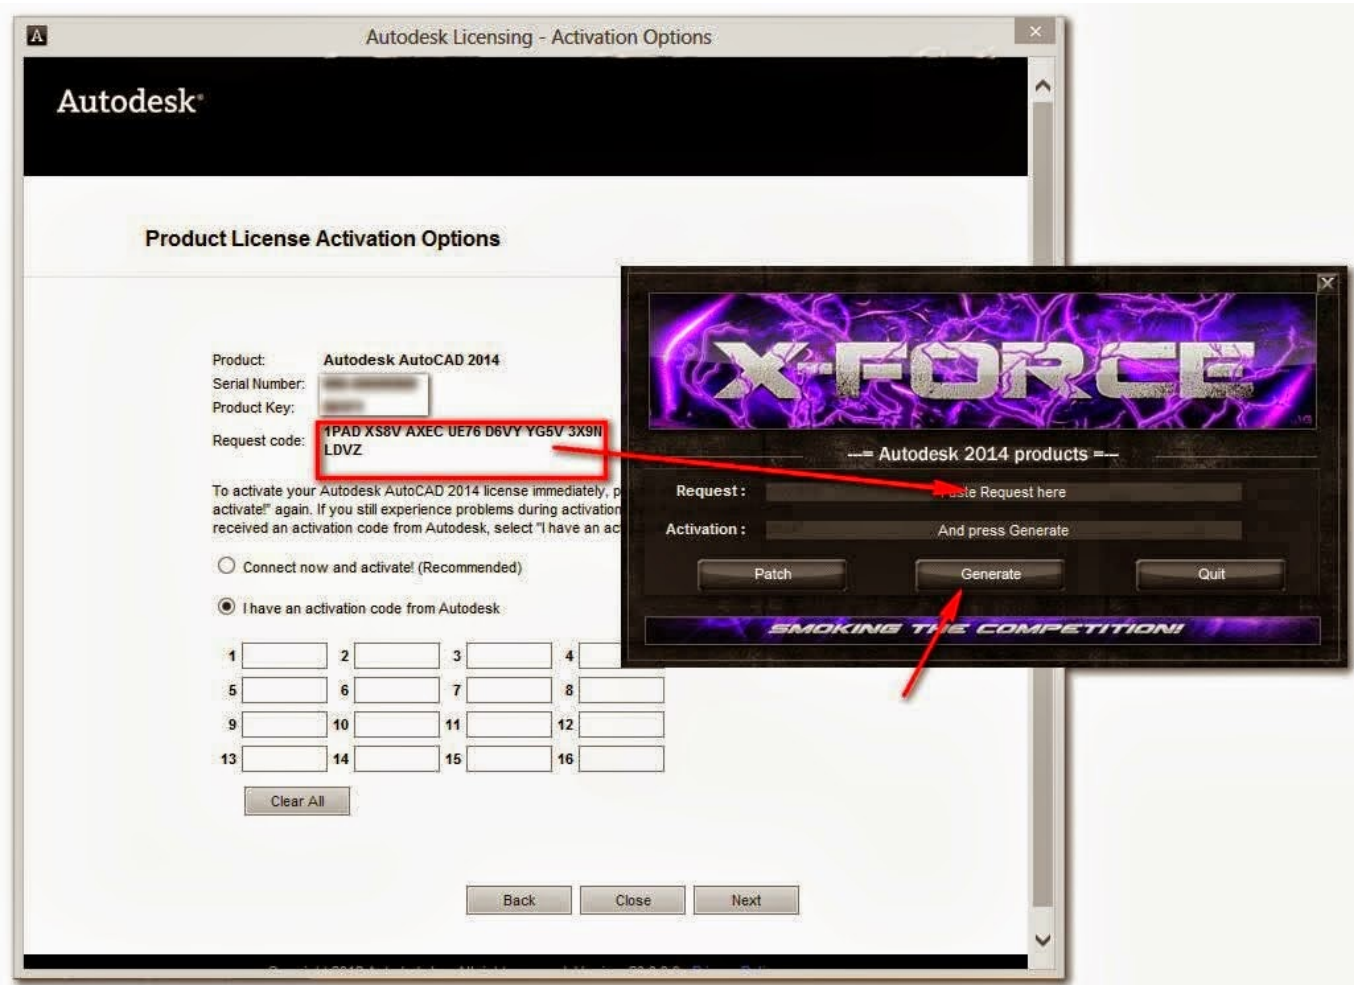 Autodesk Licensing - Activation Options
Autodesk®
Product License Activation Options
Product: Autodesk AutoCAD 2014
Serial Number:
Product Key:
Request code: 1PAD XS8V AXEC UE76 D6VY YG5V 3X9N
LDVZ
To activate your Autodesk AutoCAD 2014 license immediately, p
activate!" again. If you still experience problems during activation
received an activation code from Autodesk, select "I have an ac
Connect now and activate! (Recommended)
I have an activation code from Autodesk
1 2 3 4
5 6 7 8
9 10 11 12
13 14 15 16
Clear All
Back Close Next
X-FORCE
---= Autodesk 2014 products =---
Request: Paste Request here
Activation: And press Generate
Patch Generate Quit
SMOKING THE COMPETITION!